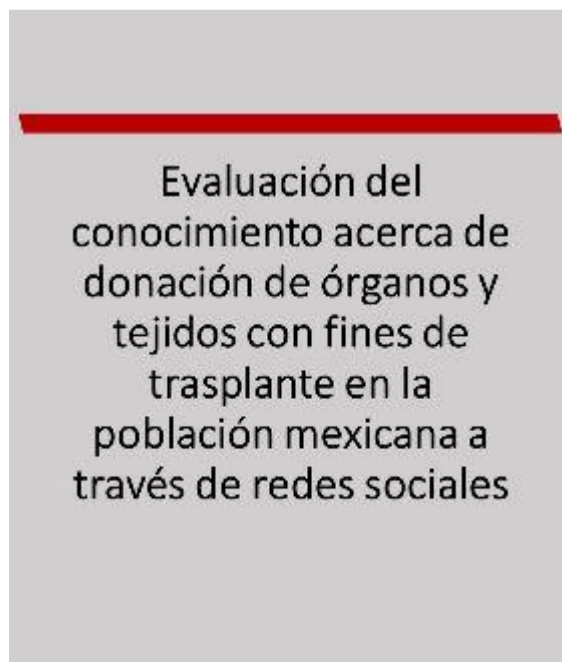 Evaluación del
conocimiento acerca de
donación de órganos y
tejidos con fines de
trasplante en la
población mexicana a
través de redes sociales